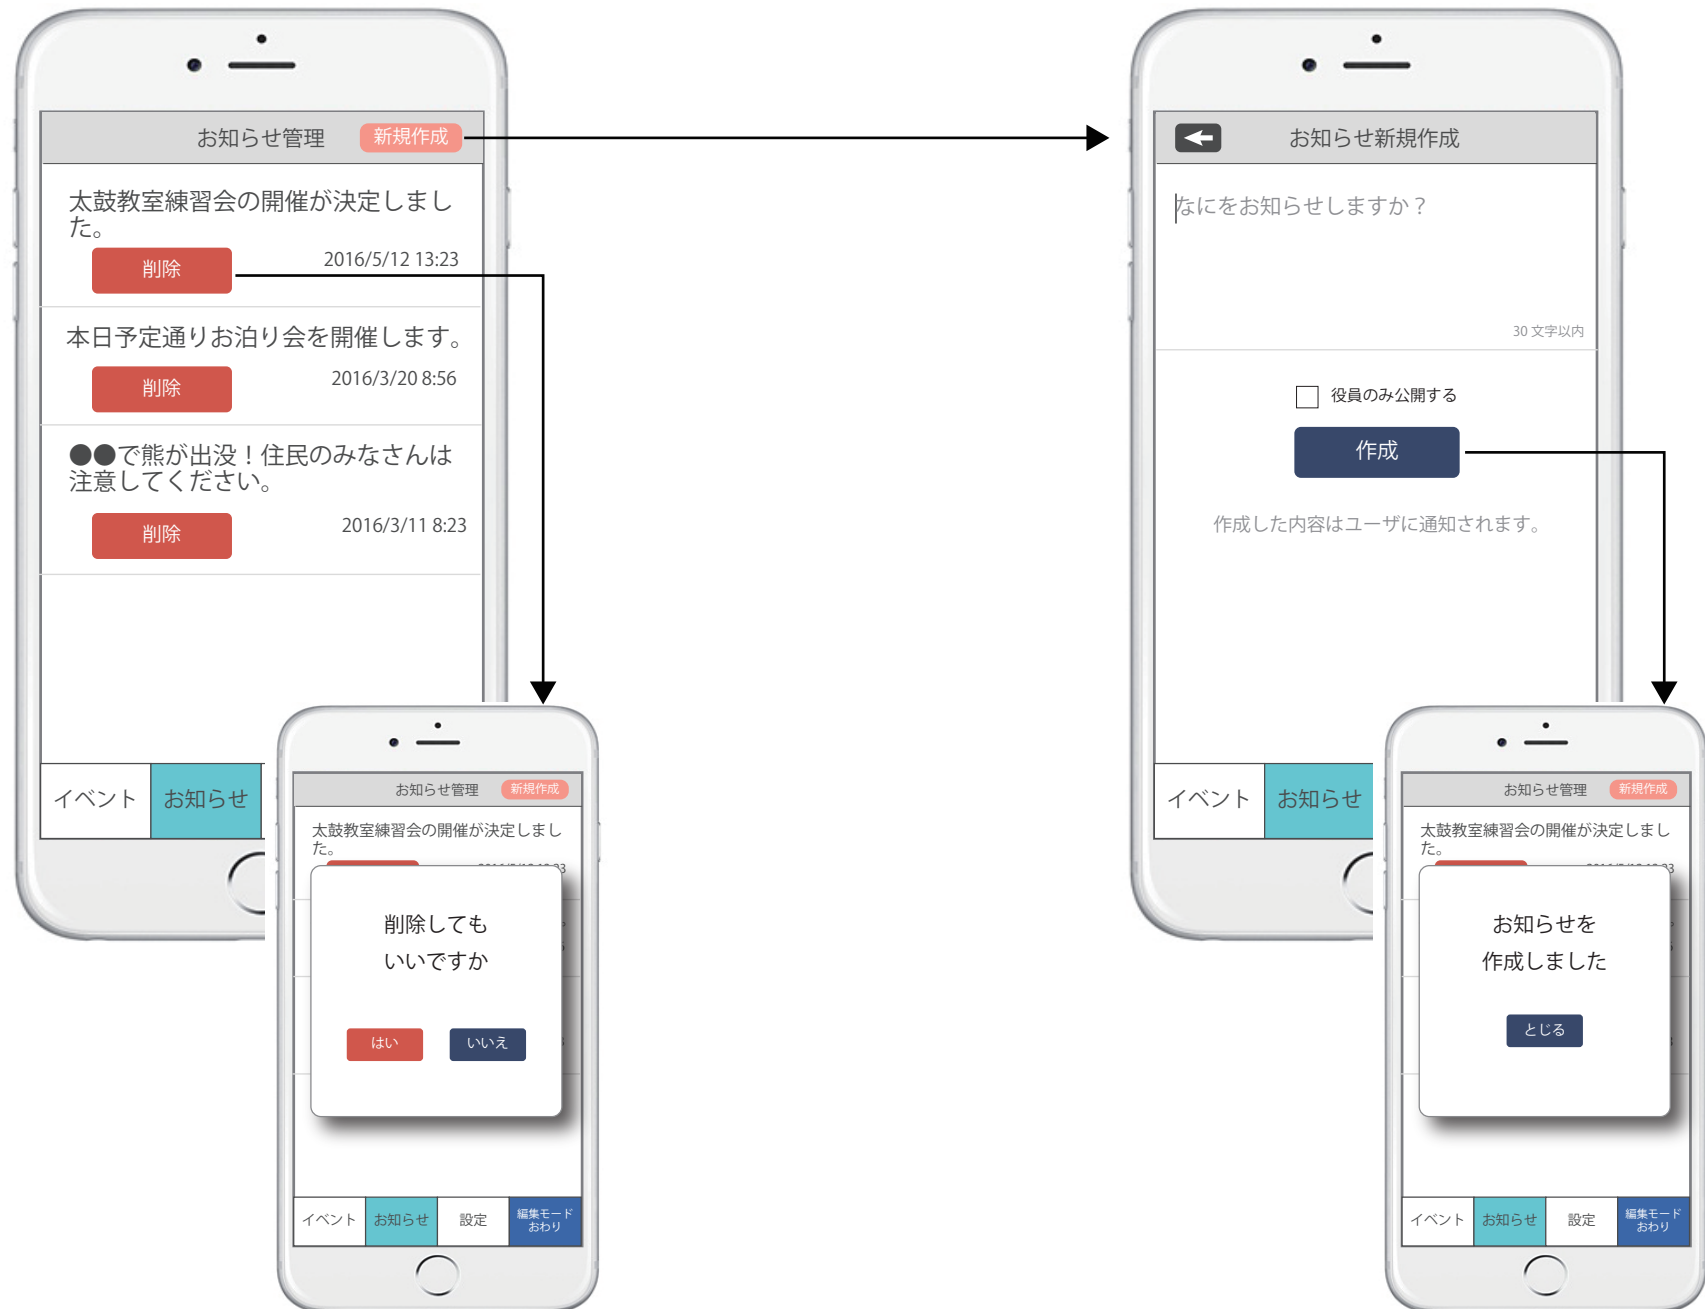 お知らせ管理
新規作成
太鼓教室練習会の開催が決定しまし
た。
削除
2016/5/12 13:23
本日予定通りお泊り会を開催します。
削除
2016/3/20 8:56
●●で熊が出没！住民のみなさんは
注意してください。
削除
2016/3/11 8:23
イベント
お知らせ
お知らせ管理
新規作成
太鼓教室練習会の開催が決定しまし
た。
削除しても
いいですか
はい
いいえ
イベント
お知らせ
設定
編集モード
おわり
お知らせ新規作成
なにをお知らせしますか？
30 文字以内
役員のみ公開する
作成
作成した内容はユーザに通知されます。
イベント
お知らせ
お知らせ管理
新規作成
太鼓教室練習会の開催が決定しまし
た。
お知らせを
作成しました
とじる
イベント
お知らせ
設定
編集モード
おわり